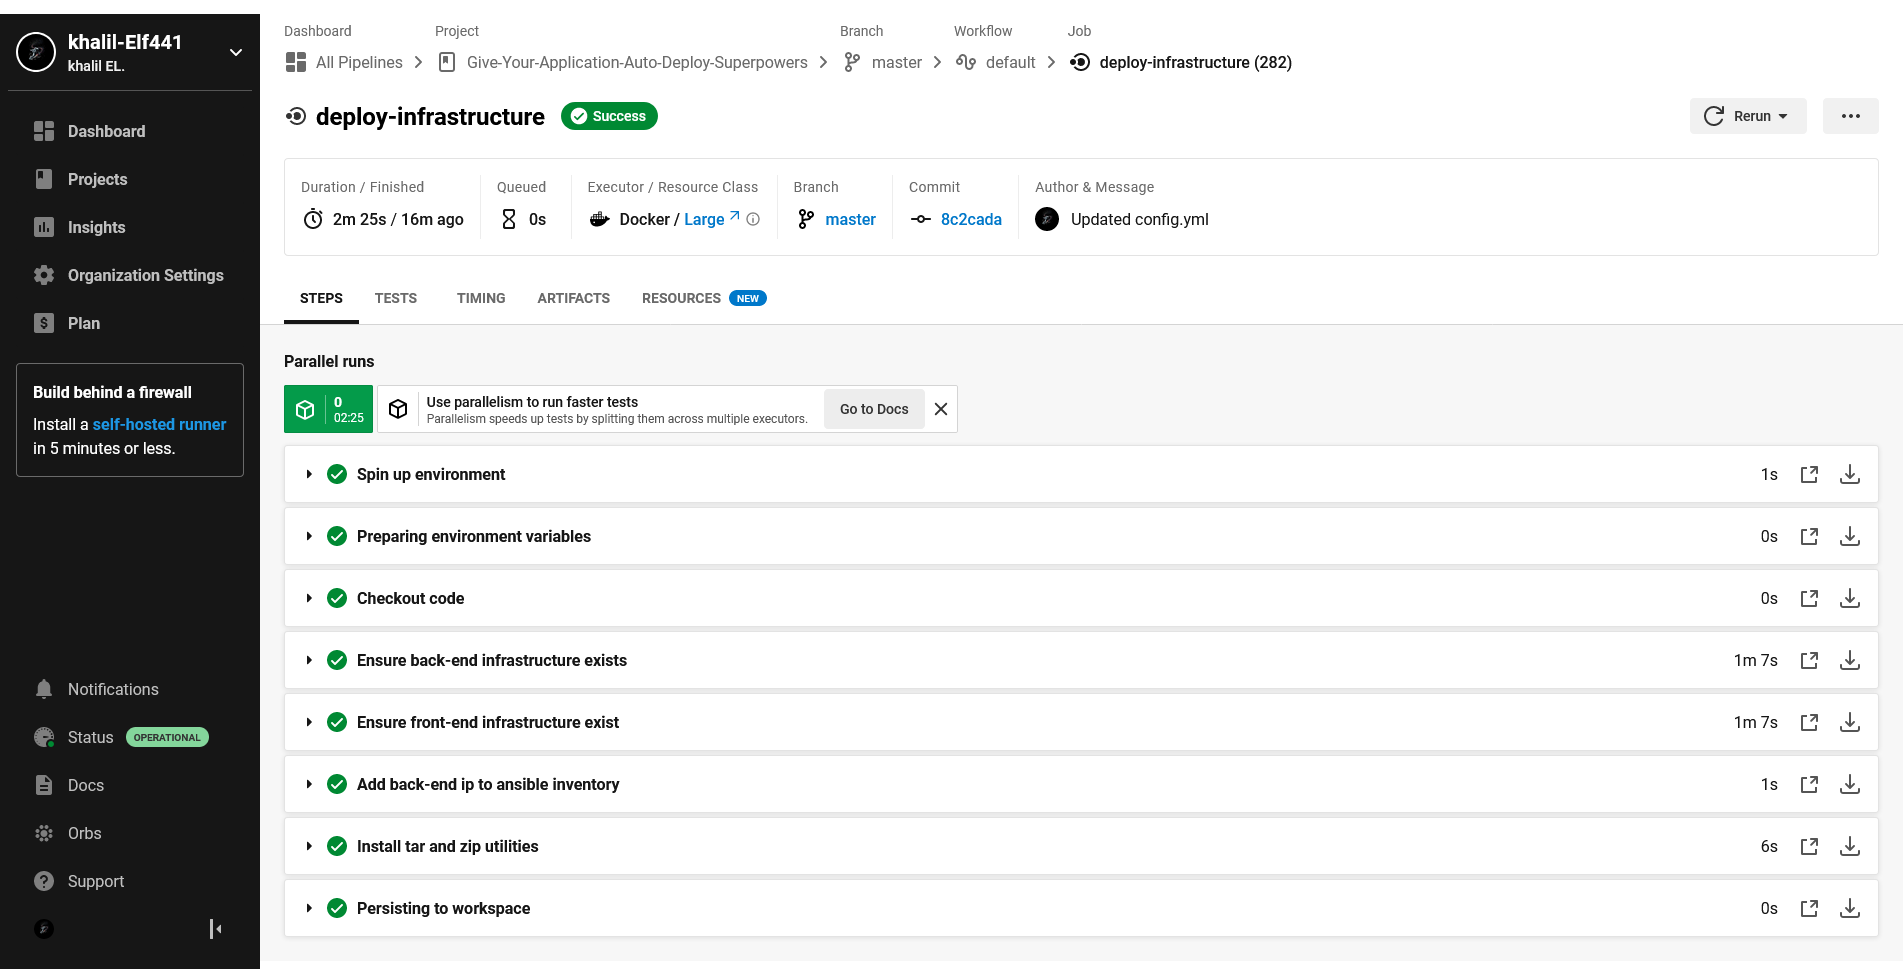 khalil-Elf441
khalil EL.
Dashboard
Projects
Insights
Organization Settings
Plan
Build behind a firewall
Install a self-hosted runner
in 5 minutes or less.
Notifications
Status OPERATIONAL
Docs
Orbs
Support
Dashboard Project Branch Workflow Job
All Pipelines Give-Your-Application-Auto-Deploy-Superpowers master default deploy-infrastructure (282)
deploy-infrastructure Success Rerun
Duration / Finished Queued Executor / Resource Class Branch Commit Author & Message
2m 25s / 16m ago 0s Docker / Large master 8c2cada Updated config.yml
STEPS TESTS TIMING ARTIFACTS RESOURCES NEW
Parallel runs
0
02:25
Use parallelism to run faster tests
Parallelism speeds up tests by splitting them across multiple executors.
Go to Docs
Spin up environment 1s
Preparing environment variables 0s
Checkout code 0s
Ensure back-end infrastructure exists 1m 7s
Ensure front-end infrastructure exist 1m 7s
Add back-end ip to ansible inventory 1s
Install tar and zip utilities 6s
Persisting to workspace 0s